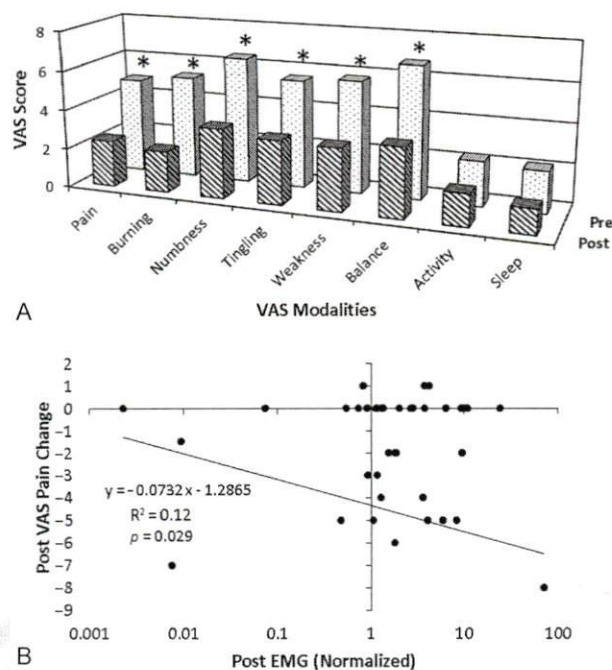 8
6
4
2
0
VAS Score
* * * * * *
Pain
Burning
Numbness
Tingling
Weakness
Balance
Activity
Sleep
Pre
Post
A
VAS Modalities
2
1
0
−1
−2
−3
−4
−5
−6
−7
−8
−9
Post VAS Pain Change
y = −0.0732x - 1.2865
R² = 0.12
p = 0.029
0.001 0.01 0.1 1 10 100
B
Post EMG (Normalized)